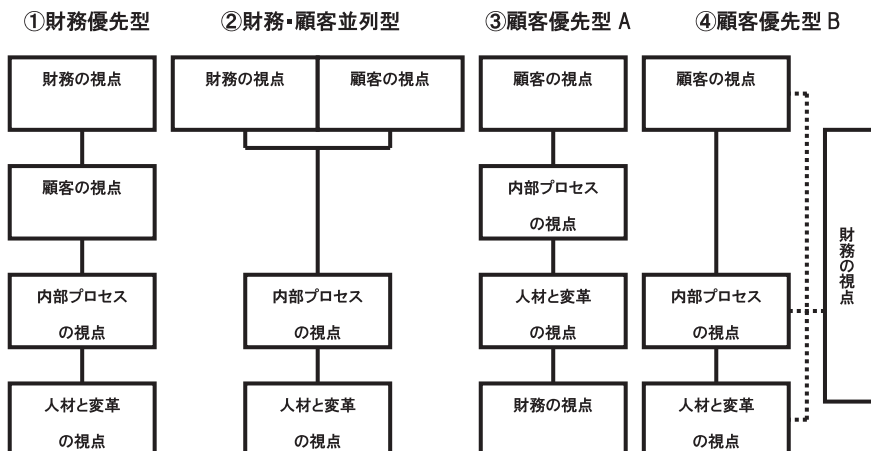 ①財務優先型
財務の視点
顧客の視点
内部プロセス
の視点
人材と変革
の視点
②財務・顧客並列型
財務の視点
顧客の視点
内部プロセス
の視点
人材と変革
の視点
③顧客優先型 A
顧客の視点
内部プロセス
の視点
人材と変革
の視点
財務の視点
④顧客優先型 B
顧客の視点
内部プロセス
の視点
人材と変革
の視点
財務の視点